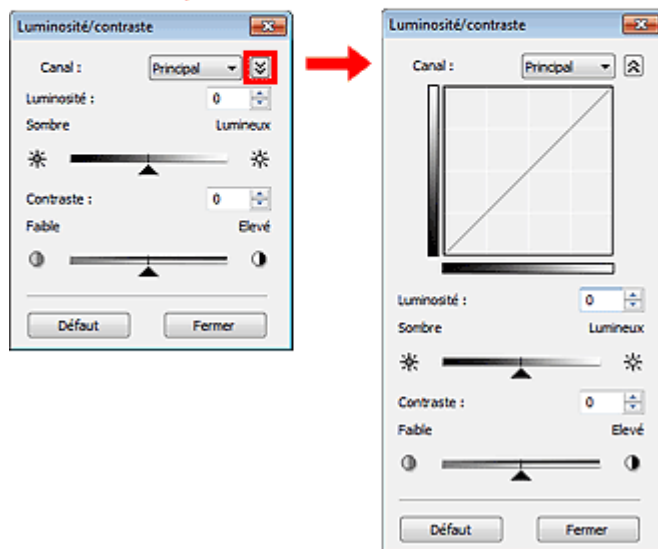 Luminosité/contraste
Canal :
Principal
Luminosité :
0
Sombre
Lumineux
Contraste :
0
Faible
Elevé
Défaut
Fermer
Luminosité/contraste
Canal :
Principal
Luminosité :
0
Sombre
Lumineux
Contraste :
0
Faible
Elevé
Défaut
Fermer